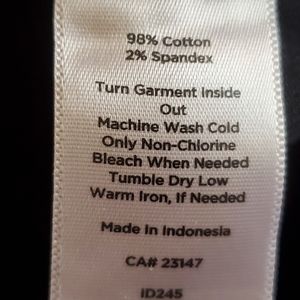 98% Cotton
2% Spandex
Turn Garment Inside
Out
Machine Wash Cold
Only Non-Chlorine
Bleach When Needed
Tumble Dry Low
Warm Iron, If Needed
Made In Indonesia
CA# 23147
ID245